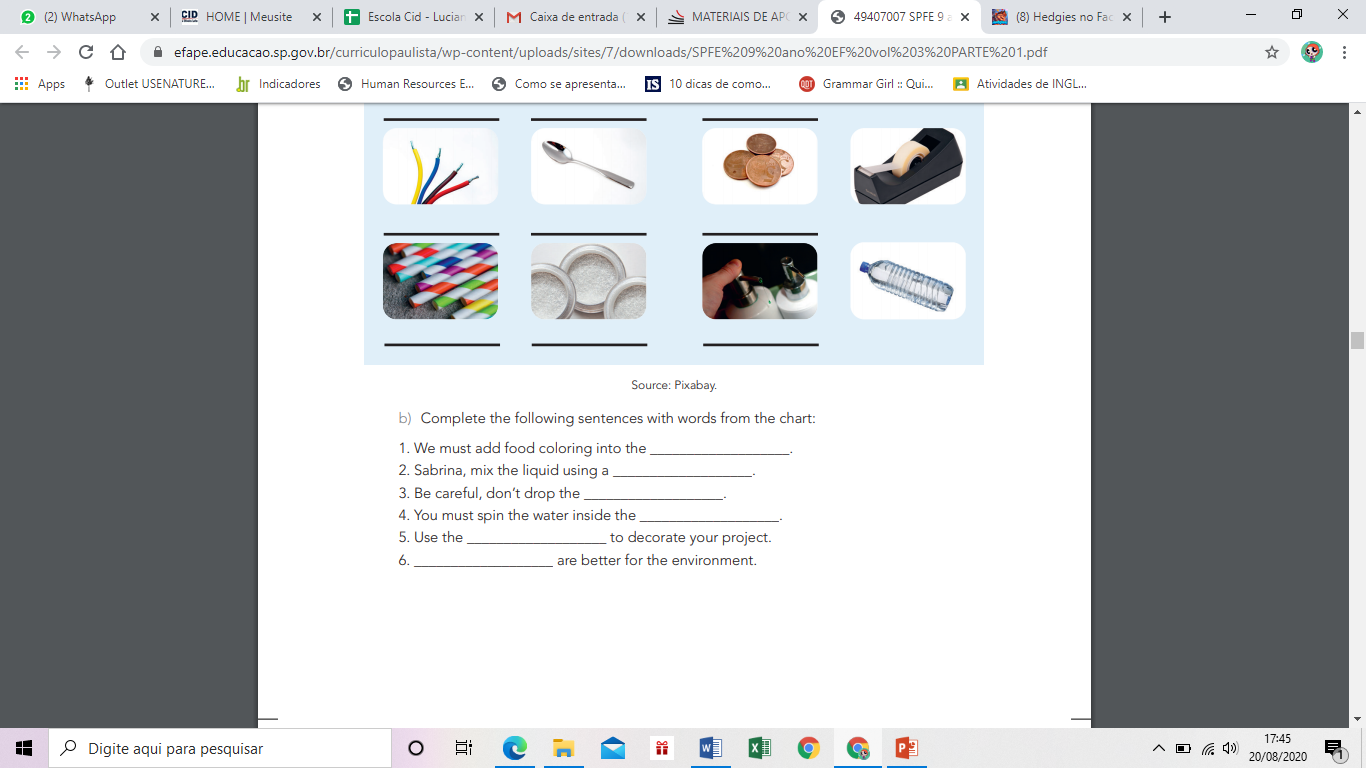 (2) WhatsApp
CID HOME | Meusite
Escola Cid - Lucian
Caixa de entrada (
MATERIAIS DE APO
49407007 SPFE 9 a
(8) Hedgies no Fac
efape.educacao.sp.gov.br/curriculopaulista/wp-content/uploads/sites/7/downloads/SPFE%209%20ano%20EF%20vol%203%20PARTE%201.pdf
Apps
Outlet USENATURE...
Indicadores
Human Resources E...
Como se apresenta...
IS 10 dicas de como...
QDT Grammar Girl :: Qui...
Atividades de INGL...
Source: Pixabay.
b) Complete the following sentences with words from the chart:
1. We must add food coloring into the ___________________.
2. Sabrina, mix the liquid using a ___________________.
3. Be careful, don't drop the ___________________.
4. You must spin the water inside the ___________________.
5. Use the ___________________ to decorate your project.
6. ___________________ are better for the environment.
Digite aqui para pesquisar
17:45
20/08/2020
1